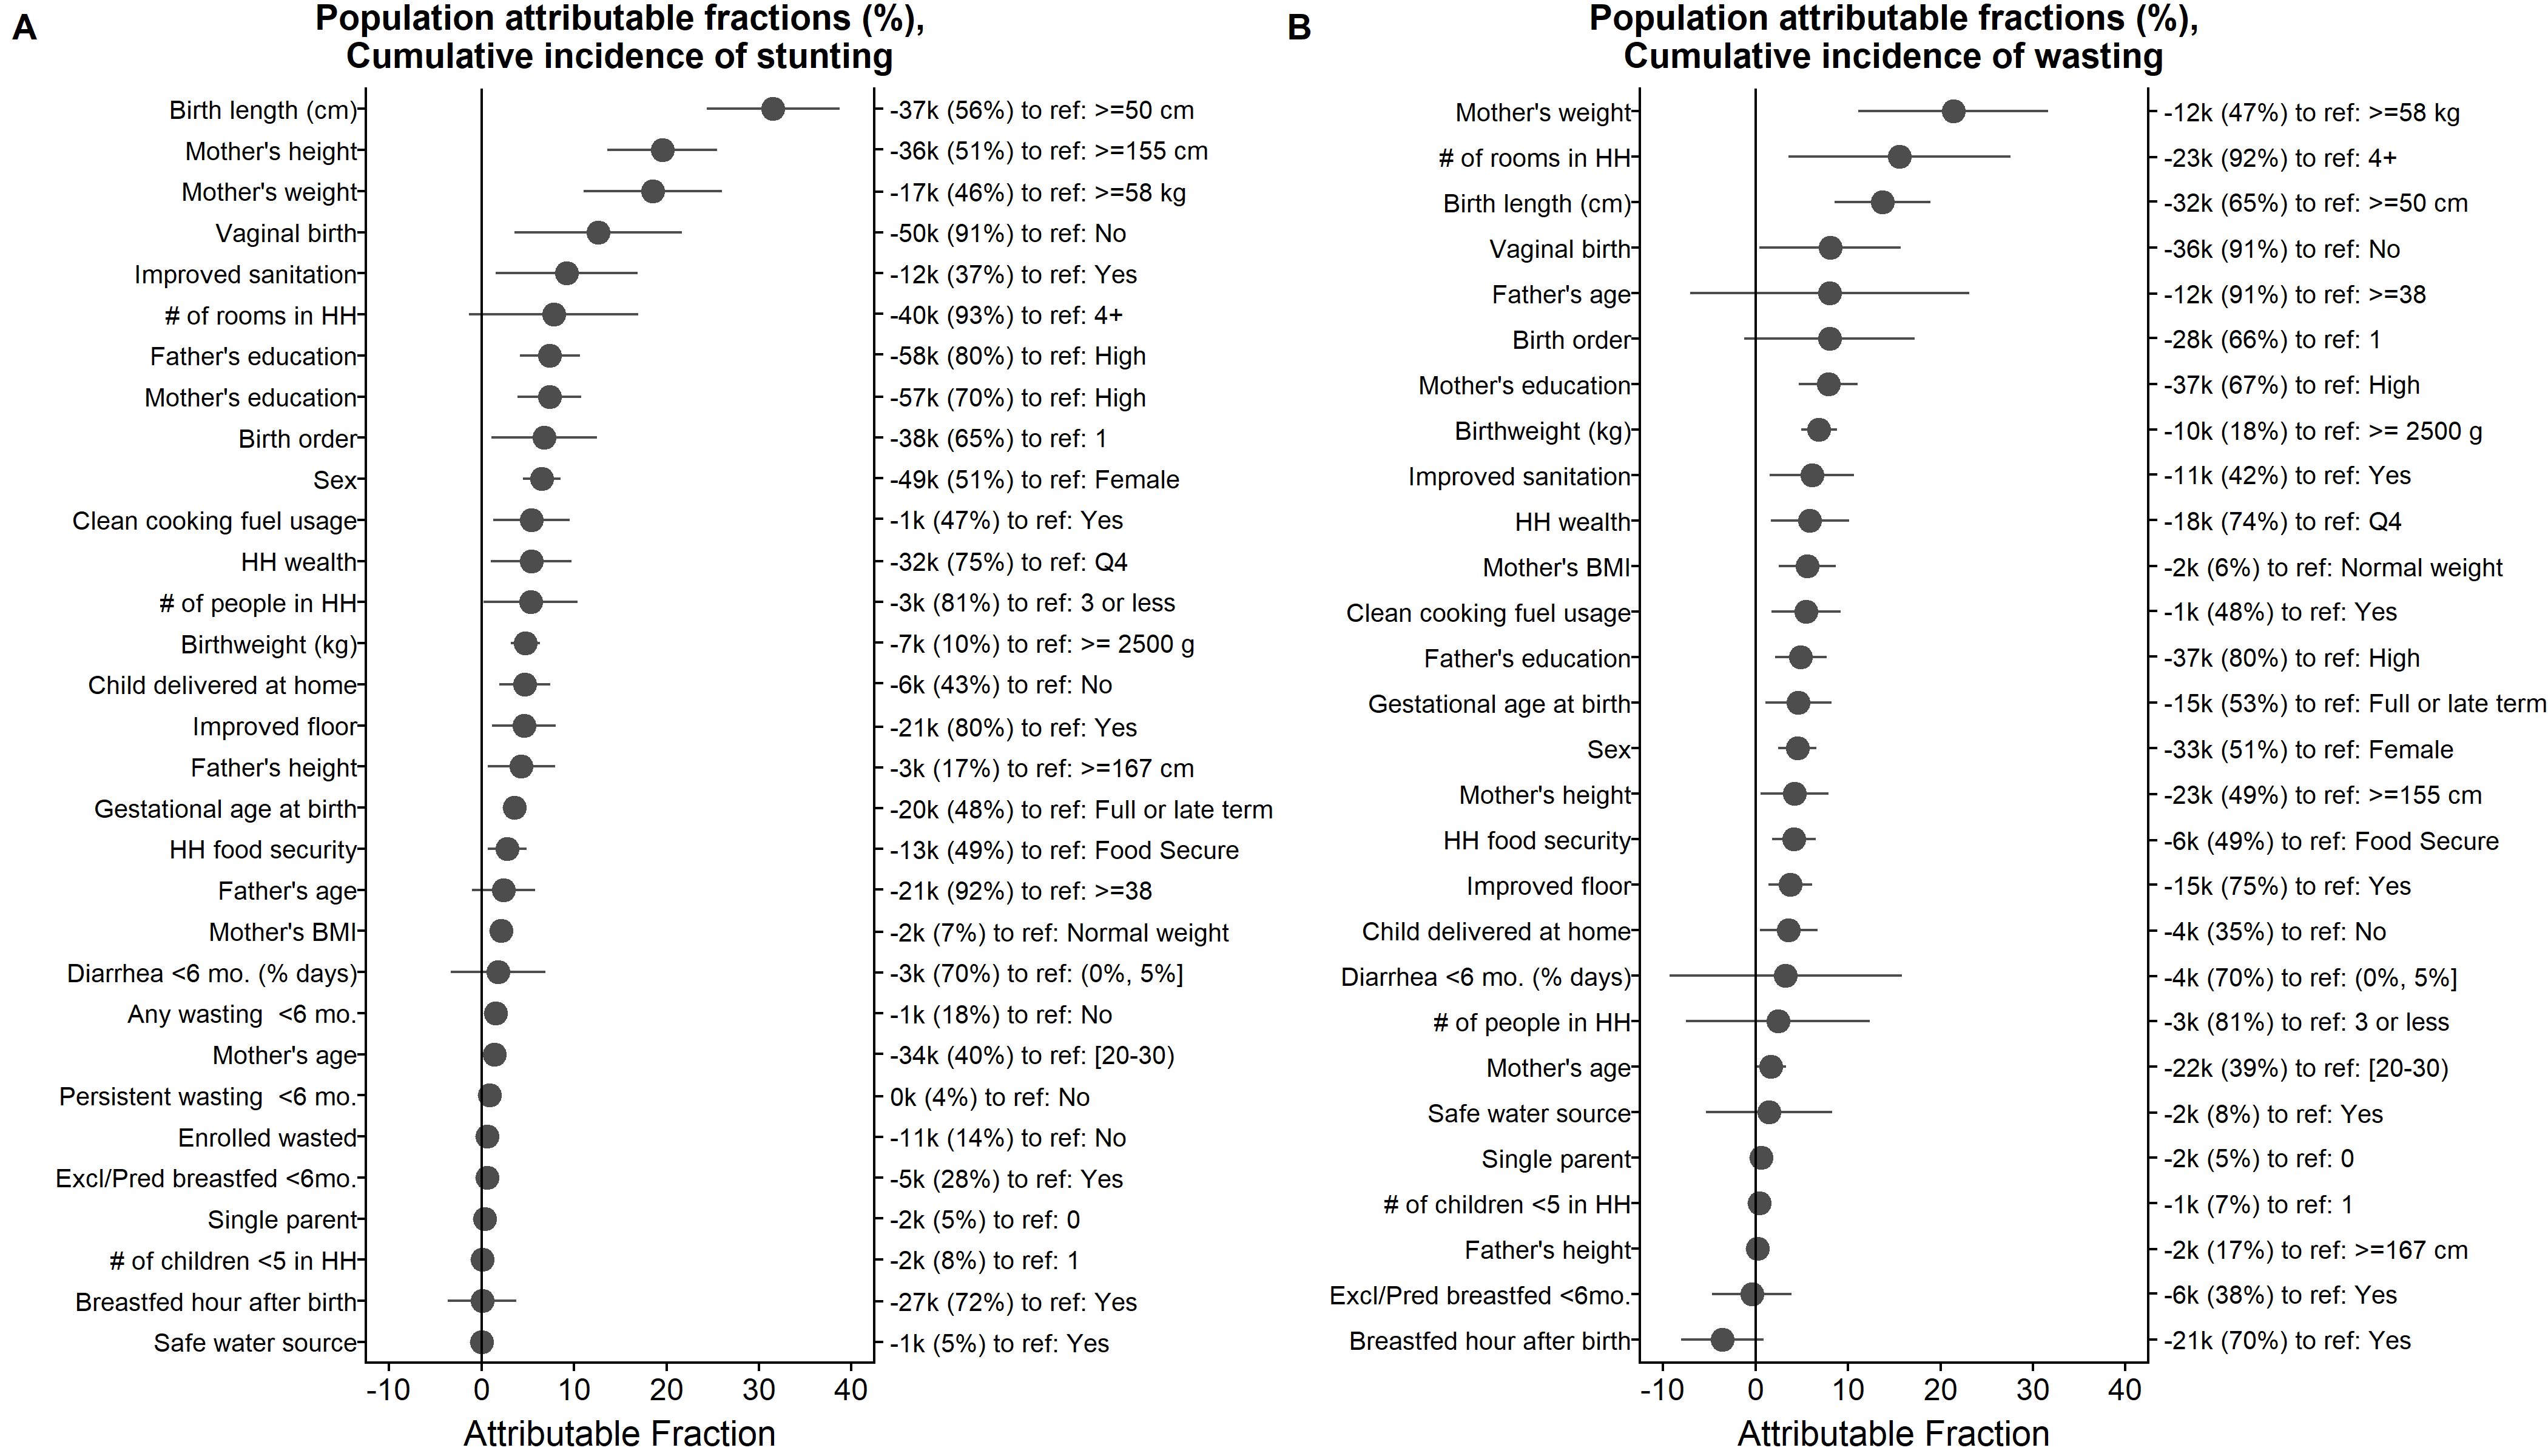 A
Population attributable fractions (%),
Cumulative incidence of stunting
Birth length (cm) -37k (56%) to ref: >=50 cm
Mother's height -36k (51%) to ref: >=155 cm
Mother's weight -17k (46%) to ref: >=58 kg
Vaginal birth -50k (91%) to ref: No
Improved sanitation -12k (37%) to ref: Yes
# of rooms in HH -40k (93%) to ref: 4+
Father's education -58k (80%) to ref: High
Mother's education -57k (70%) to ref: High
Birth order -38k (65%) to ref: 1
Sex -49k (51%) to ref: Female
Clean cooking fuel usage -1k (47%) to ref: Yes
HH wealth -32k (75%) to ref: Q4
# of people in HH -3k (81%) to ref: 3 or less
Birthweight (kg) -7k (10%) to ref: >= 2500 g
Child delivered at home -6k (43%) to ref: No
Improved floor -21k (80%) to ref: Yes
Father's height -3k (17%) to ref: >=167 cm
Gestational age at birth -20k (48%) to ref: Full or late term
HH food security -13k (49%) to ref: Food Secure
Father's age -21k (92%) to ref: >=38
Mother's BMI -2k (7%) to ref: Normal weight
Diarrhea <6 mo. (% days) -3k (70%) to ref: (0%, 5%]
Any wasting  <6 mo. -1k (18%) to ref: No
Mother's age -34k (40%) to ref: [20-30)
Persistent wasting  <6 mo. 0k (4%) to ref: No
Enrolled wasted -11k (14%) to ref: No
Excl/Pred breastfed <6mo. -5k (28%) to ref: Yes
Single parent -2k (5%) to ref: 0
# of children <5 in HH -2k (8%) to ref: 1
Breastfed hour after birth -27k (72%) to ref: Yes
Safe water source -1k (5%) to ref: Yes
-10 0 10 20 30 40
Attributable Fraction
B
Population attributable fractions (%),
Cumulative incidence of wasting
Mother's weight -12k (47%) to ref: >=58 kg
# of rooms in HH -23k (92%) to ref: 4+
Birth length (cm) -32k (65%) to ref: >=50 cm
Vaginal birth -36k (91%) to ref: No
Father's age -12k (91%) to ref: >=38
Birth order -28k (66%) to ref: 1
Mother's education -37k (67%) to ref: High
Birthweight (kg) -10k (18%) to ref: >= 2500 g
Improved sanitation -11k (42%) to ref: Yes
HH wealth -18k (74%) to ref: Q4
Mother's BMI -2k (6%) to ref: Normal weight
Clean cooking fuel usage -1k (48%) to ref: Yes
Father's education -37k (80%) to ref: High
Gestational age at birth -15k (53%) to ref: Full or late term
Sex -33k (51%) to ref: Female
Mother's height -23k (49%) to ref: >=155 cm
HH food security -6k (49%) to ref: Food Secure
Improved floor -15k (75%) to ref: Yes
Child delivered at home -4k (35%) to ref: No
Diarrhea <6 mo. (% days) -4k (70%) to ref: (0%, 5%]
# of people in HH -3k (81%) to ref: 3 or less
Mother's age -22k (39%) to ref: [20-30)
Safe water source -2k (8%) to ref: Yes
Single parent -2k (5%) to ref: 0
# of children <5 in HH -1k (7%) to ref: 1
Father's height -2k (17%) to ref: >=167 cm
Excl/Pred breastfed <6mo. -6k (38%) to ref: Yes
Breastfed hour after birth -21k (70%) to ref: Yes
-10 0 10 20 30 40
Attributable Fraction